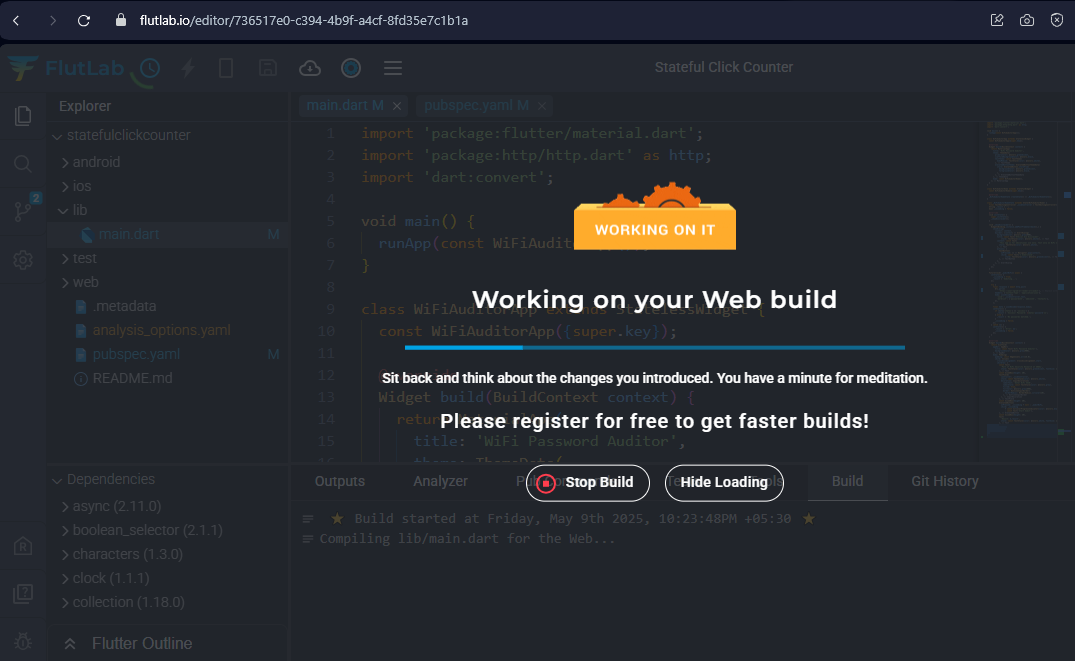 flutlab.io/editor/736517e0-c394-4b9f-a4cf-8fd35e7c1b1a
FlutLab
Stateful Click Counter
Explorer
main.dart M
pubspec.yaml M
statefulclickcounter
android
ios
lib
main.dart M
test
web
.metadata
analysis_options.yaml
pubspec.yaml M
README.md
2
1 import 'package:flutter/material.dart';
2 import 'package:http/http.dart' as http;
3 import 'dart:convert';
4
5 void main() {
6 runApp(const WiFiAudit
7 }
8
9 class WiFiAuditorApp extends StatelessWidget {
10 const WiFiAuditorApp({super.key});
11
12
13 Widget build(BuildContext context) {
14 return
15 title: 'WiFi Password Auditor',
WORKING ON IT
Working on your Web build
Sit back and think about the changes you introduced. You have a minute for meditation.
Please register for free to get faster builds!
Stop Build
Hide Loading
Dependencies
async (2.11.0)
boolean_selector (2.1.1)
characters (1.3.0)
clock (1.1.1)
collection (1.18.0)
Flutter Outline
Outputs
Analyzer
Build
Git History
Build started at Friday, May 9th 2025, 10:23:48PM +05:30
Compiling lib/main.dart for the Web...